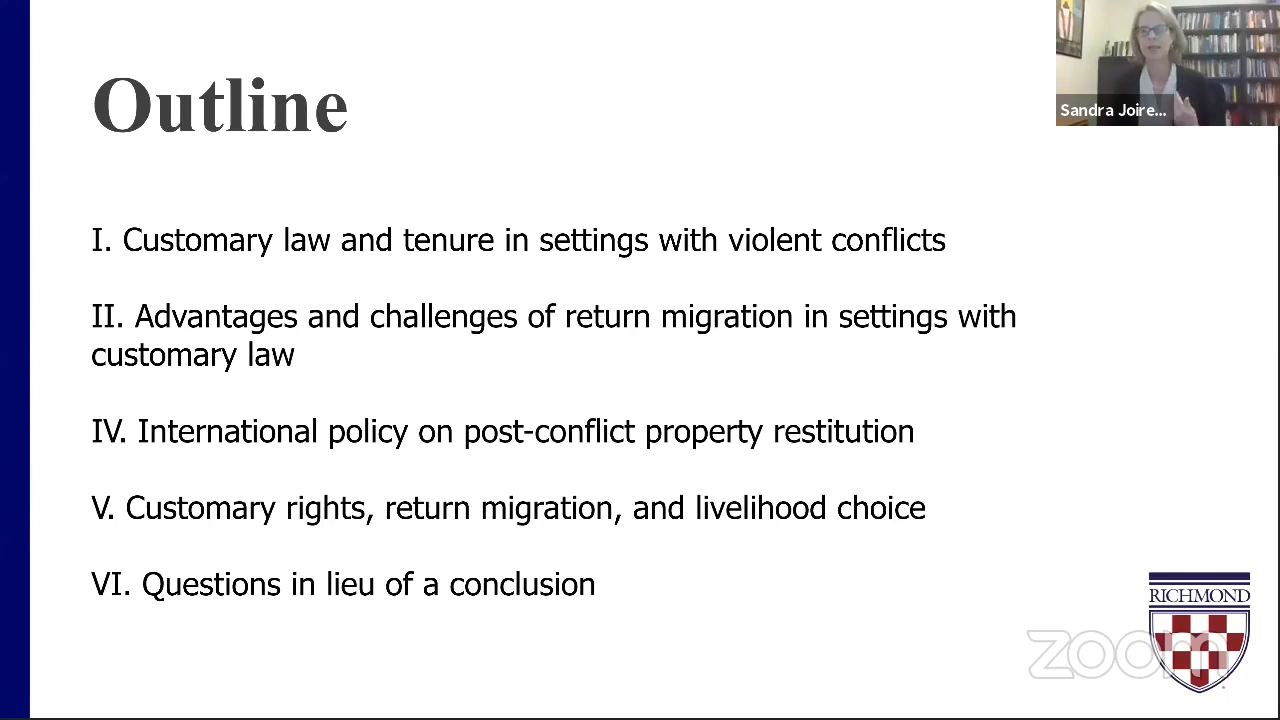 Outline
Sandra Joire...
I. Customary law and tenure in settings with violent conflicts
II. Advantages and challenges of return migration in settings with
customary law
IV. International policy on post-conflict property restitution
V. Customary rights, return migration, and livelihood choice
VI. Questions in lieu of a conclusion
RICHMOND
zoom